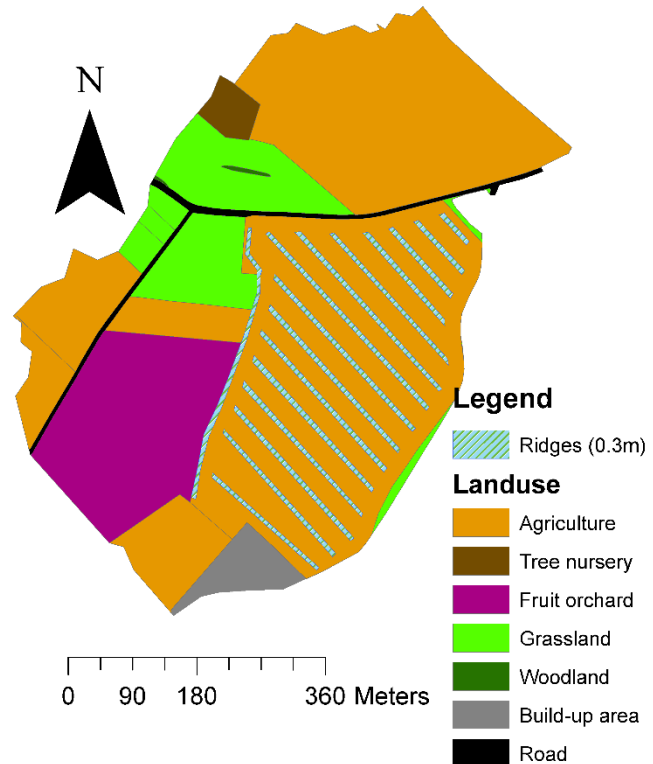 N
Legend
Ridges (0.3m)
Landuse
Agriculture
Tree nursery
Fruit orchard
Grassland
Woodland
Build-up area
Road
0 90 180 360 Meters